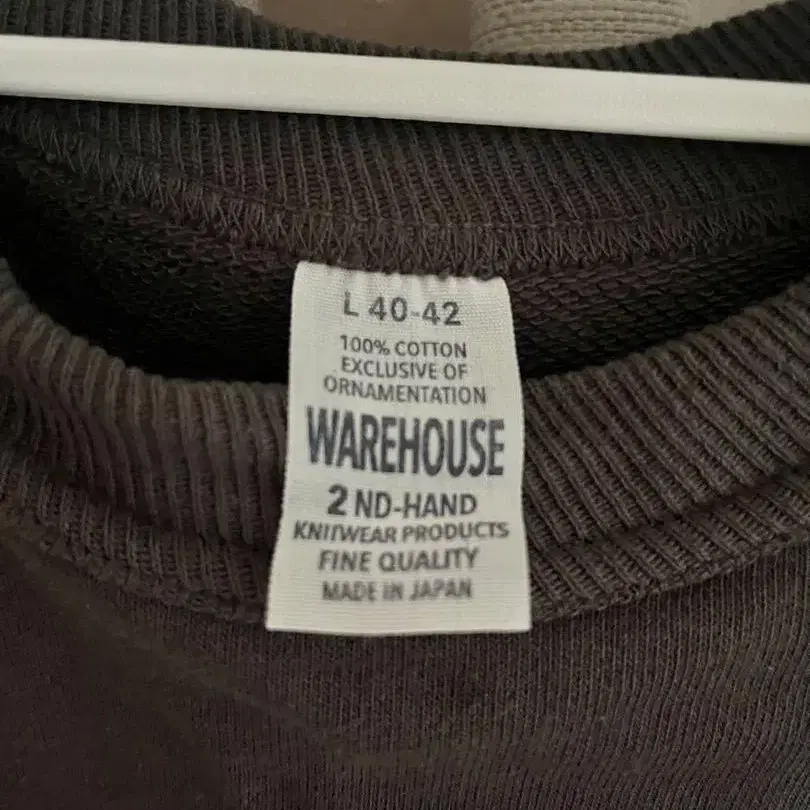 L 40-42
100% COTTON
EXCLUSIVE OF
ORNAMENTATION
WAREHOUSE
2 ND-HAND
KNITWEAR PRODUCTS
FINE QUALITY
MADE IN JAPAN